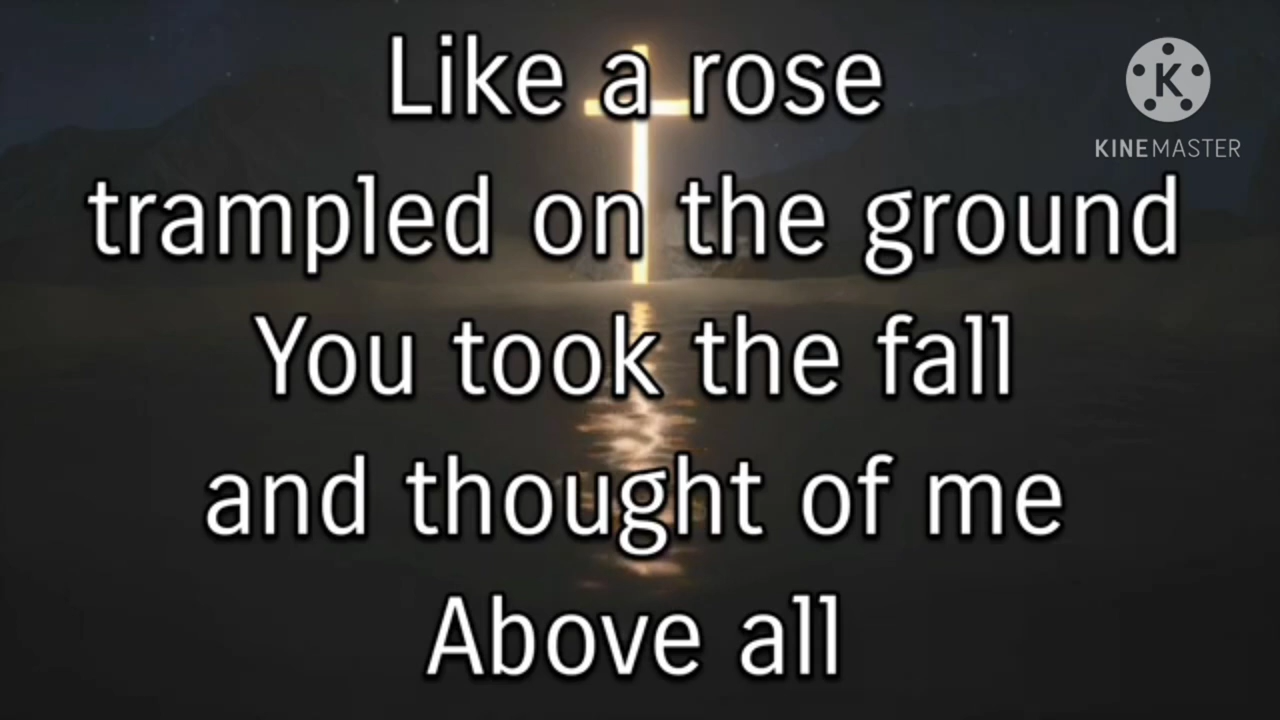 Like a rose
trampled on the ground
You took the fall
and thought of me
Above all
K
KINEMASTER